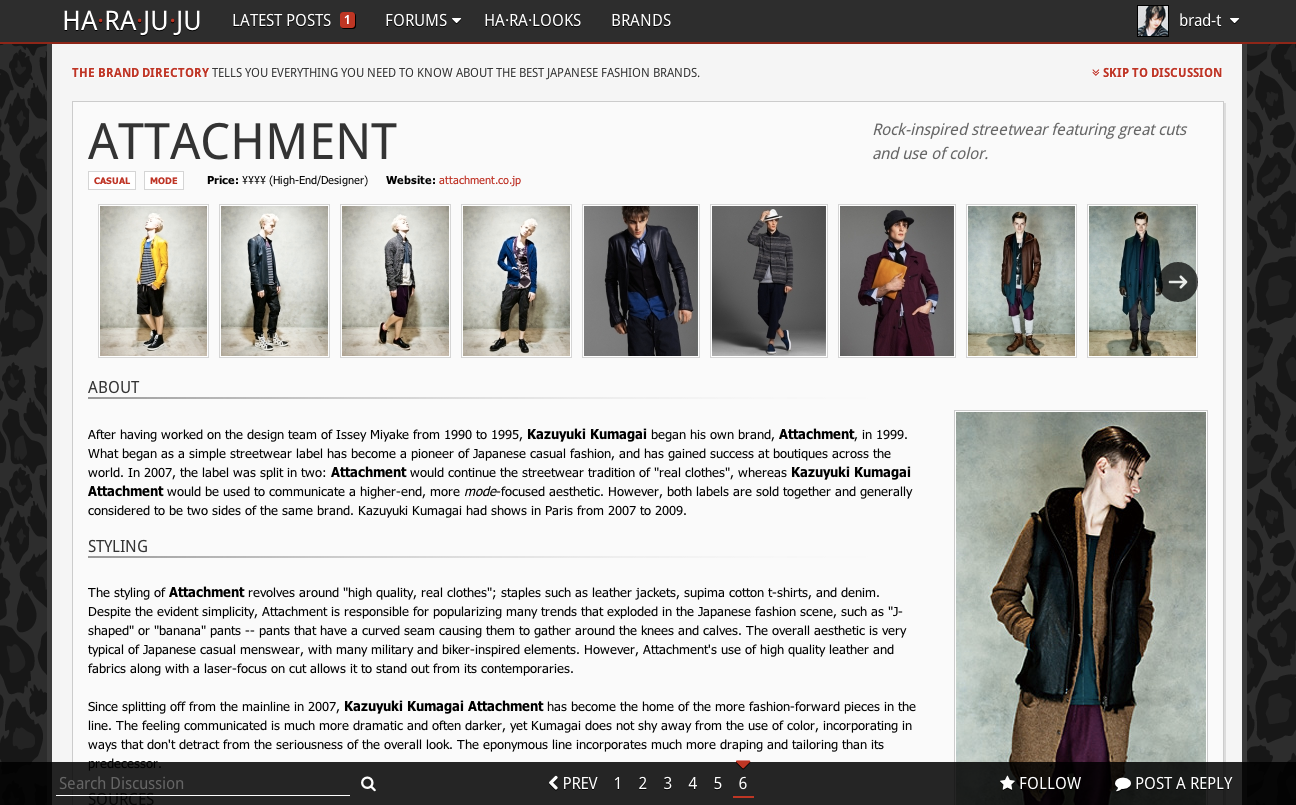 HA·RA·JU·JU LATEST POSTS 1 FORUMS HA·RA·LOOKS BRANDS brad-t
THE BRAND DIRECTORY TELLS YOU EVERYTHING YOU NEED TO KNOW ABOUT THE BEST JAPANESE FASHION BRANDS. SKIP TO DISCUSSION
ATTACHMENT
Rock-inspired streetwear featuring great cuts
and use of color.
CASUAL MODE Price: ¥¥¥¥ (High-End/Designer) Website: attachment.co.jp
ABOUT
After having worked on the design team of Issey Miyake from 1990 to 1995, Kazuyuki Kumagai began his own brand, Attachment, in 1999.
What began as a simple streetwear label has become a pioneer of Japanese casual fashion, and has gained success at boutiques across the
world. In 2007, the label was split in two: Attachment would continue the streetwear tradition of "real clothes", whereas Kazuyuki Kumagai
Attachment would be used to communicate a higher-end, more mode-focused aesthetic. However, both labels are sold together and generally
considered to be two sides of the same brand. Kazuyuki Kumagai had shows in Paris from 2007 to 2009.
STYLING
The styling of Attachment revolves around "high quality, real clothes"; staples such as leather jackets, supima cotton t-shirts, and denim.
Despite the evident simplicity, Attachment is responsible for popularizing many trends that exploded in the Japanese fashion scene, such as "J-
shaped" or "banana" pants -- pants that have a curved seam causing them to gather around the knees and calves. The overall aesthetic is very
typical of Japanese casual menswear, with many military and biker-inspired elements. However, Attachment's use of high quality leather and
fabrics along with a laser-focus on cut allows it to stand out from its contemporaries.
Since splitting off from the mainline in 2007, Kazuyuki Kumagai Attachment has become the home of the more fashion-forward pieces in the
line. The feeling communicated is much more dramatic and often darker, yet Kumagai does not shy away from the use of color, incorporating in
ways that don't detract from the seriousness of the overall look. The eponymous line incorporates much more draping and tailoring than its
predecessor.
Search Discussion PREV 1 2 3 4 5 6 FOLLOW POST A REPLY
SOURCES